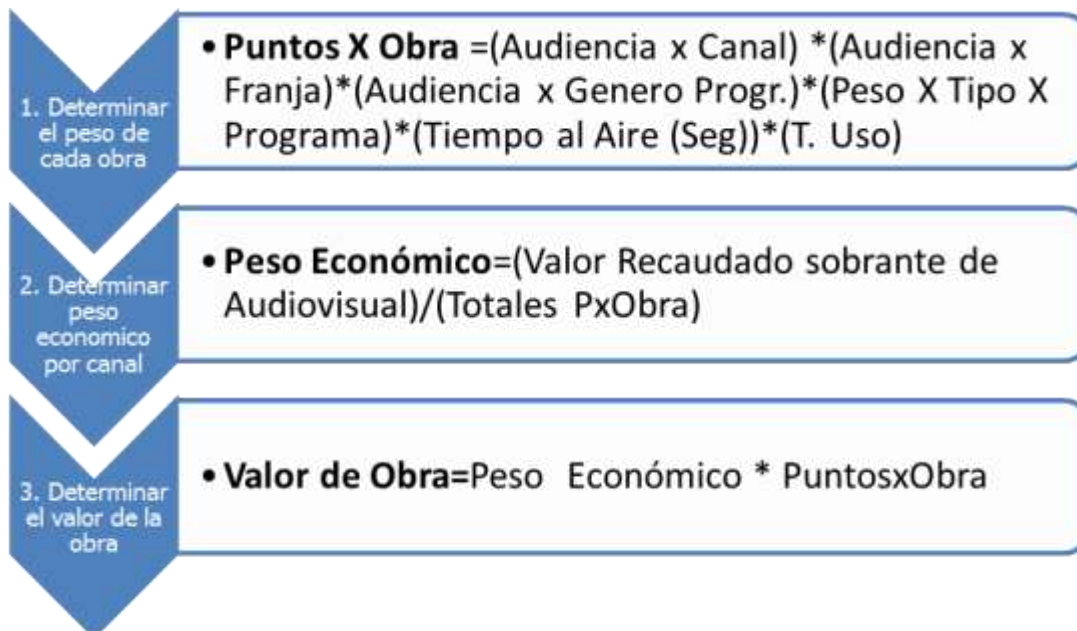 1. Determinar
el peso de
cada obra
• Puntos X Obra =(Audiencia x Canal) *(Audiencia x
Franja)*(Audiencia x Genero Progr.)*(Peso X Tipo X
Programa)*(Tiempo al Aire (Seg))*(T. Uso)
2. Determinar
peso
economico
por canal
• Peso Económico=(Valor Recaudado sobrante de
Audiovisual)/(Totales PxObra)
3. Determinar
el valor de la
obra
• Valor de Obra=Peso Económico * PuntosxObra